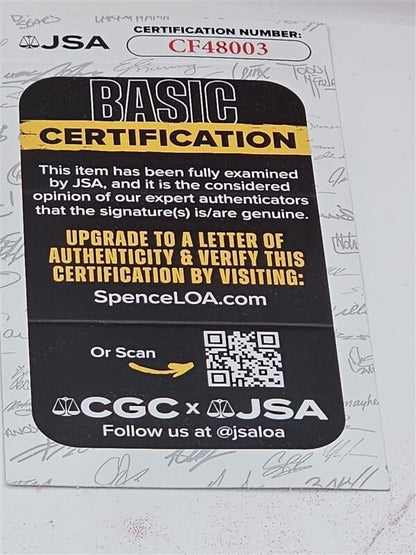 JSA
CERTIFICATION NUMBER:
CF48003
BASIC
CERTIFICATION
This item has been fully examined
by JSA, and it is the considered
opinion of our expert authenticators
that the signature(s) is/are genuine.
UPGRADE TO A LETTER OF
AUTHENTICITY & VERIFY THIS
CERTIFICATION BY VISITING:
SpenceLOA.com
Or Scan
CGC x JSA
Follow us at @jsaloa